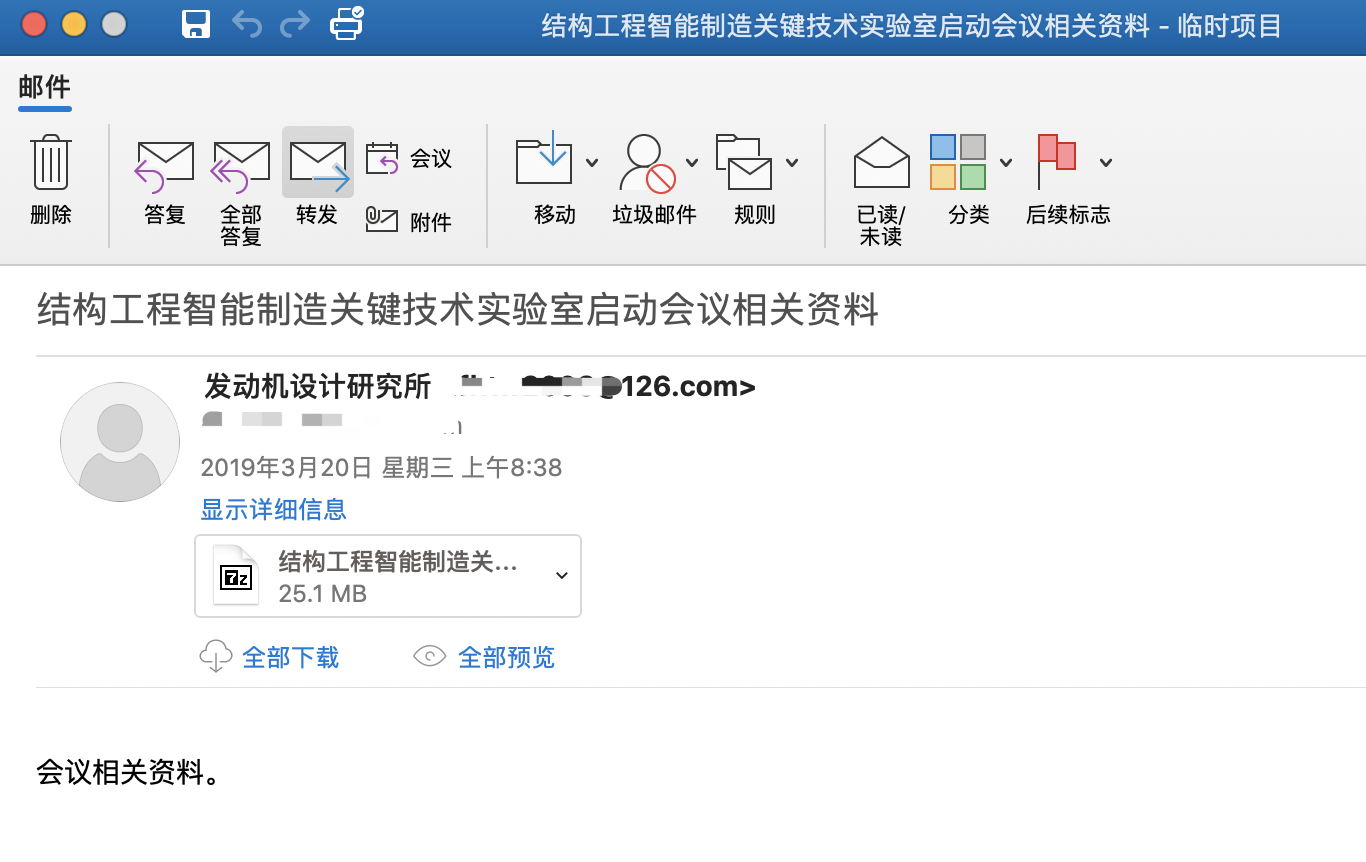 结构工程智能制造关键技术实验室启动会议相关资料 - 临时项目
邮件
删除
答复
全部
答复
转发
会议
附件
移动
垃圾邮件
规则
已读/
未读
分类
后续标志
结构工程智能制造关键技术实验室启动会议相关资料
发动机设计研究所 @126.com>
2019年3月20日 星期三 上午8:38
显示详细信息
7z
结构工程智能制造关...
25.1 MB
全部下载
全部预览
会议相关资料。